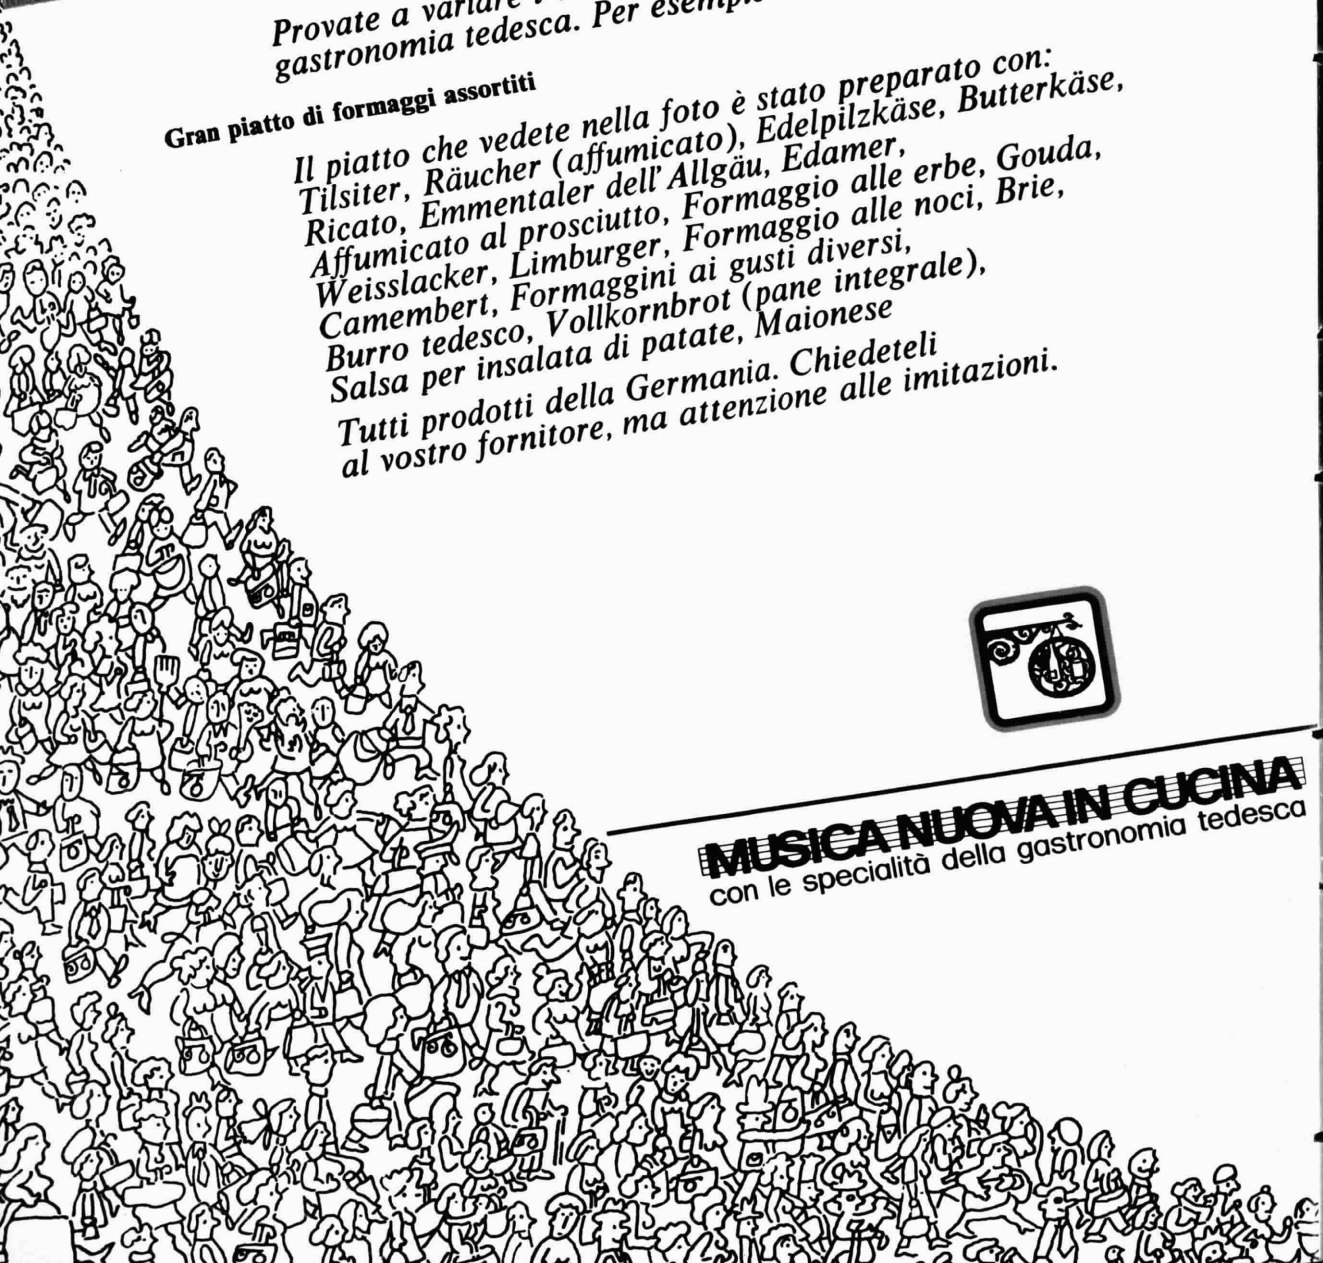 Provate a variare
gastronomia tedesca. Per esempio
Gran piatto di formaggi assortiti
Il piatto che vedete nella foto è stato preparato con:
Tilsiter, Räucher (affumicato), Edelpilzkäse, Butterkäse,
Ricato, Emmentaler dell'Allgäu, Edamer,
Affumicato al prosciutto, Formaggio alle erbe, Gouda,
Weisslacker, Limburger, Formaggio alle noci, Brie,
Camembert, Formaggini ai gusti diversi,
Burro tedesco, Vollkornbrot (pane integrale),
Salsa per insalata di patate, Maionese
Tutti prodotti della Germania. Chiedeteli
al vostro fornitore, ma attenzione alle imitazioni.
MUSICA NUOVA IN CUCINA
con le specialità della gastronomia tedesca